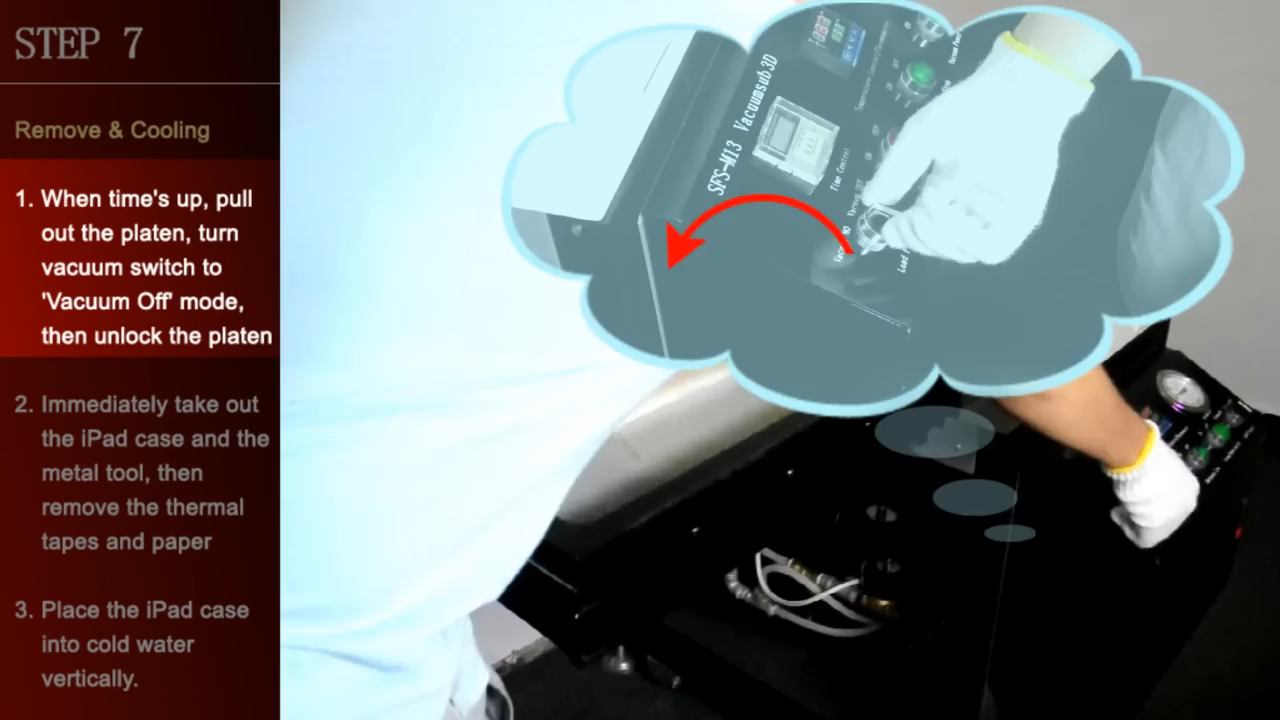 STEP 7
Remove & Cooling
1. When time's up, pull
out the platen, turn
vacuum switch to
'Vacuum Off' mode,
then unlock the platen
2. Immediately take out
the iPad case and the
metal tool, then
remove the thermal
tapes and paper
3. Place the iPad case
into cold water
vertically.
SFS-M13 Vacuumsub3D
Time Control